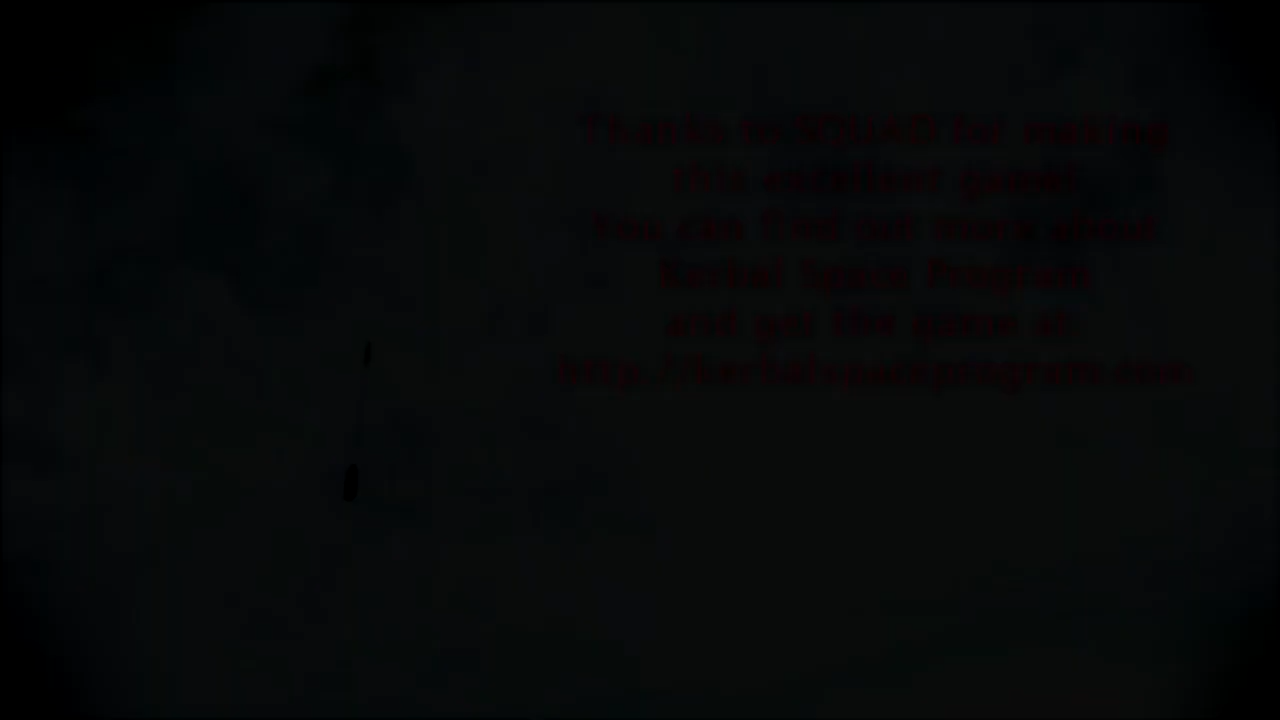 Thanks to SQUAD for making
this excellent game!
You can find out more about
Kerbal Space Program
and get the game at
http://kerbalspaceprogram.com